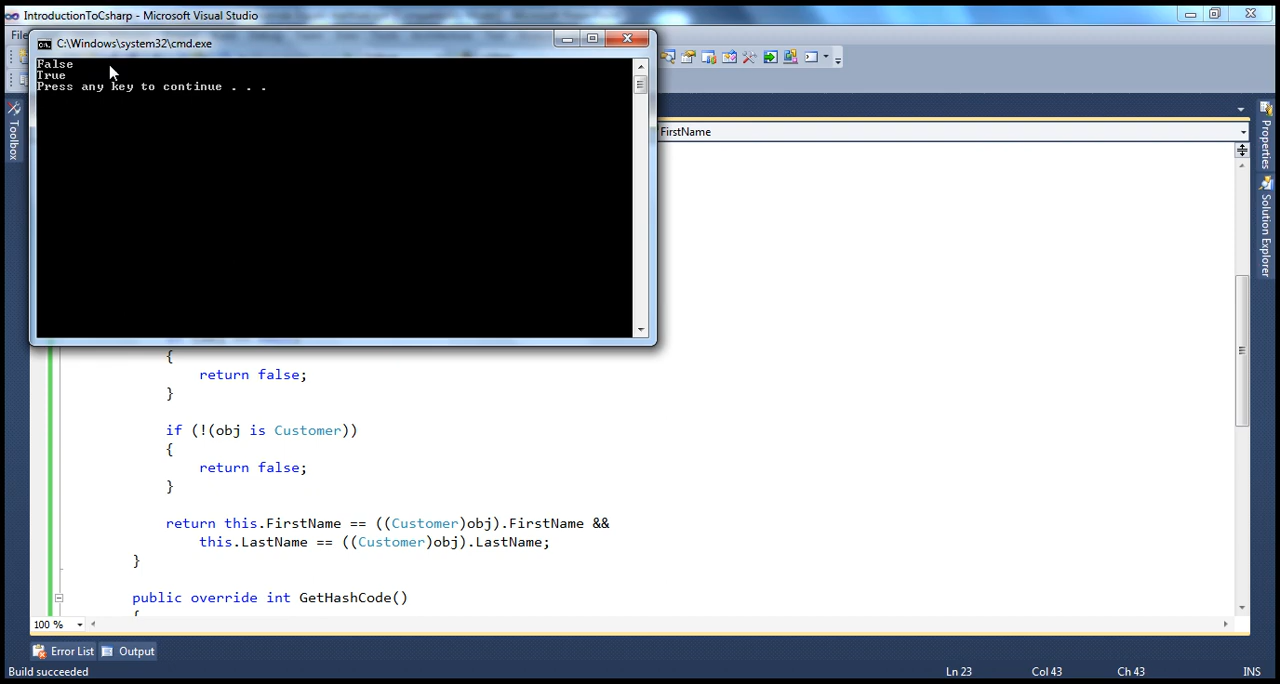 IntroductionToCsharp - Microsoft Visual Studio
File
C:\Windows\system32\cmd.exe
False
True
Press any key to continue . . .
FirstName
Toolbox
Properties
Solution Explorer
{
return false;
}
if (!(obj is Customer))
{
return false;
}
return this.FirstName == ((Customer)obj).FirstName &&
this.LastName == ((Customer)obj).LastName;
}
public override int GetHashCode()
{
100 %
Error List
Output
Build succeeded
Ln 23
Col 43
Ch 43
INS